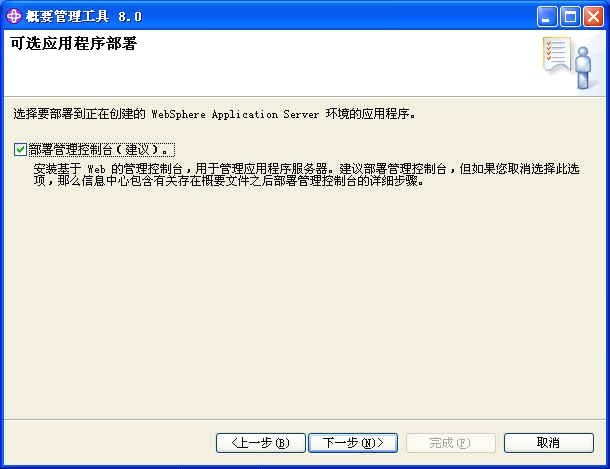 概要管理工具 8.0
可选应用程序部署
选择要部署到正在创建的 WebSphere Application Server 环境的应用程序。
部署管理控制台(建议)。
安装基于 Web 的管理控制台,用于管理应用程序服务器。建议部署管理控制台,但如果您取消选择此选
项,那么信息中心包含有关存在概要文件之后部署管理控制台的详细步骤。
<上一步(B)
下一步(N)>
完成(F)
取消